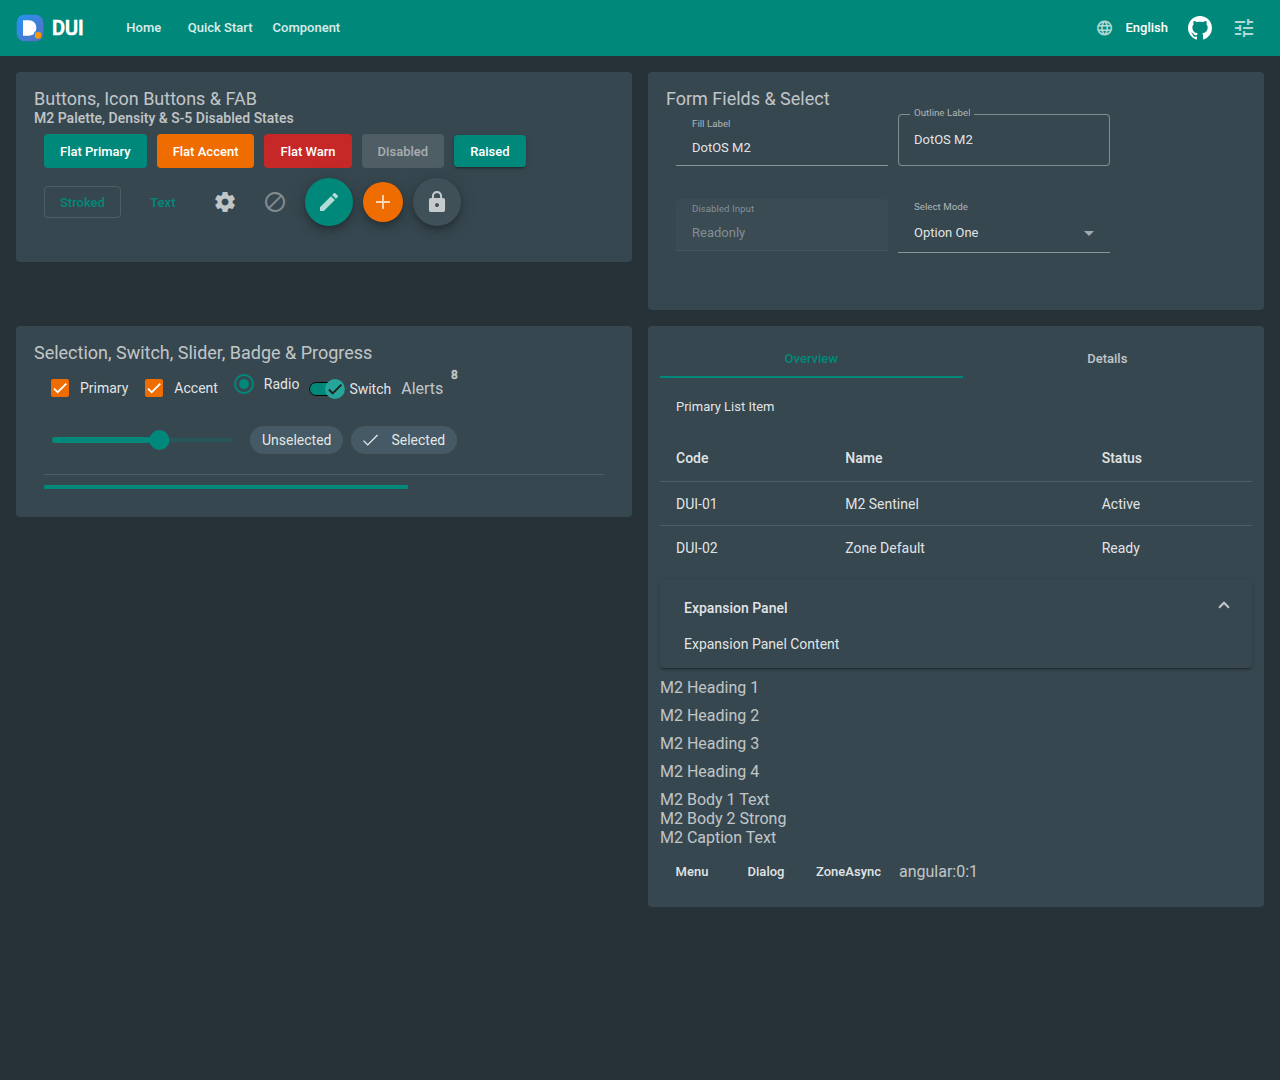 DUI
Home
Quick Start
Component
English
Buttons, Icon Buttons & FAB
M2 Palette, Density & S-5 Disabled States
Flat Primary
Flat Accent
Flat Warn
Disabled
Raised
Stroked
Text
Form Fields & Select
Fill Label
DotOS M2
Outline Label
DotOS M2
Disabled Input
Readonly
Select Mode
Option One
Selection, Switch, Slider, Badge & Progress
Primary
Accent
Radio
Switch
Alerts
8
Unselected
Selected
Overview
Details
Primary List Item
Code Name Status
DUI-01 M2 Sentinel Active
DUI-02 Zone Default Ready
Expansion Panel
Expansion Panel Content
M2 Heading 1
M2 Heading 2
M2 Heading 3
M2 Heading 4
M2 Body 1 Text
M2 Body 2 Strong
M2 Caption Text
Menu
Dialog
ZoneAsync
angular:0:1